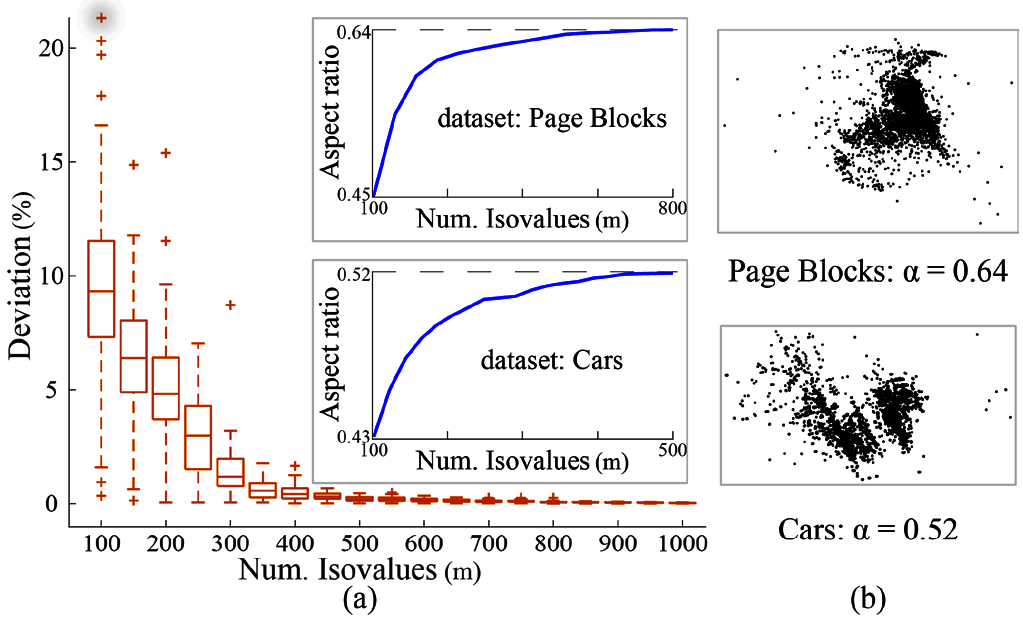 20
15
10
5
0
Deviation (%)
100 200 300 400 500 600 700 800 900 1000
Num. Isovalues (m)
(a)
0.64
0.45
Aspect ratio
dataset: Page Blocks
100 800
Num. Isovalues (m)
0.52
0.43
Aspect ratio
dataset: Cars
100 500
Num. Isovalues (m)
Page Blocks: α = 0.64
Cars: α = 0.52
(b)